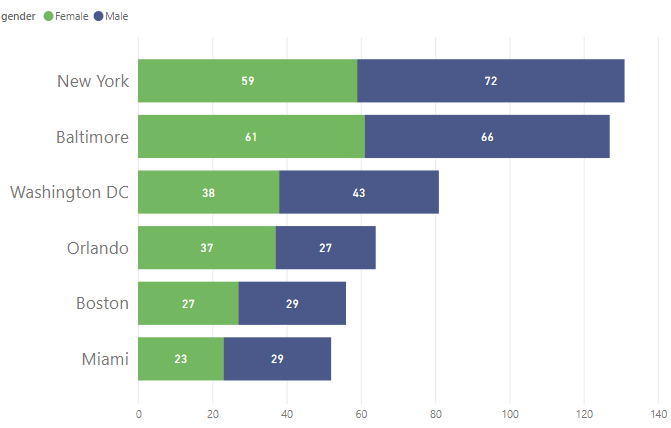 gender Female Male
New York 59 72
Baltimore 61 66
Washington DC 38 43
Orlando 37 27
Boston 27 29
Miami 23 29
0 20 40 60 80 100 120 140